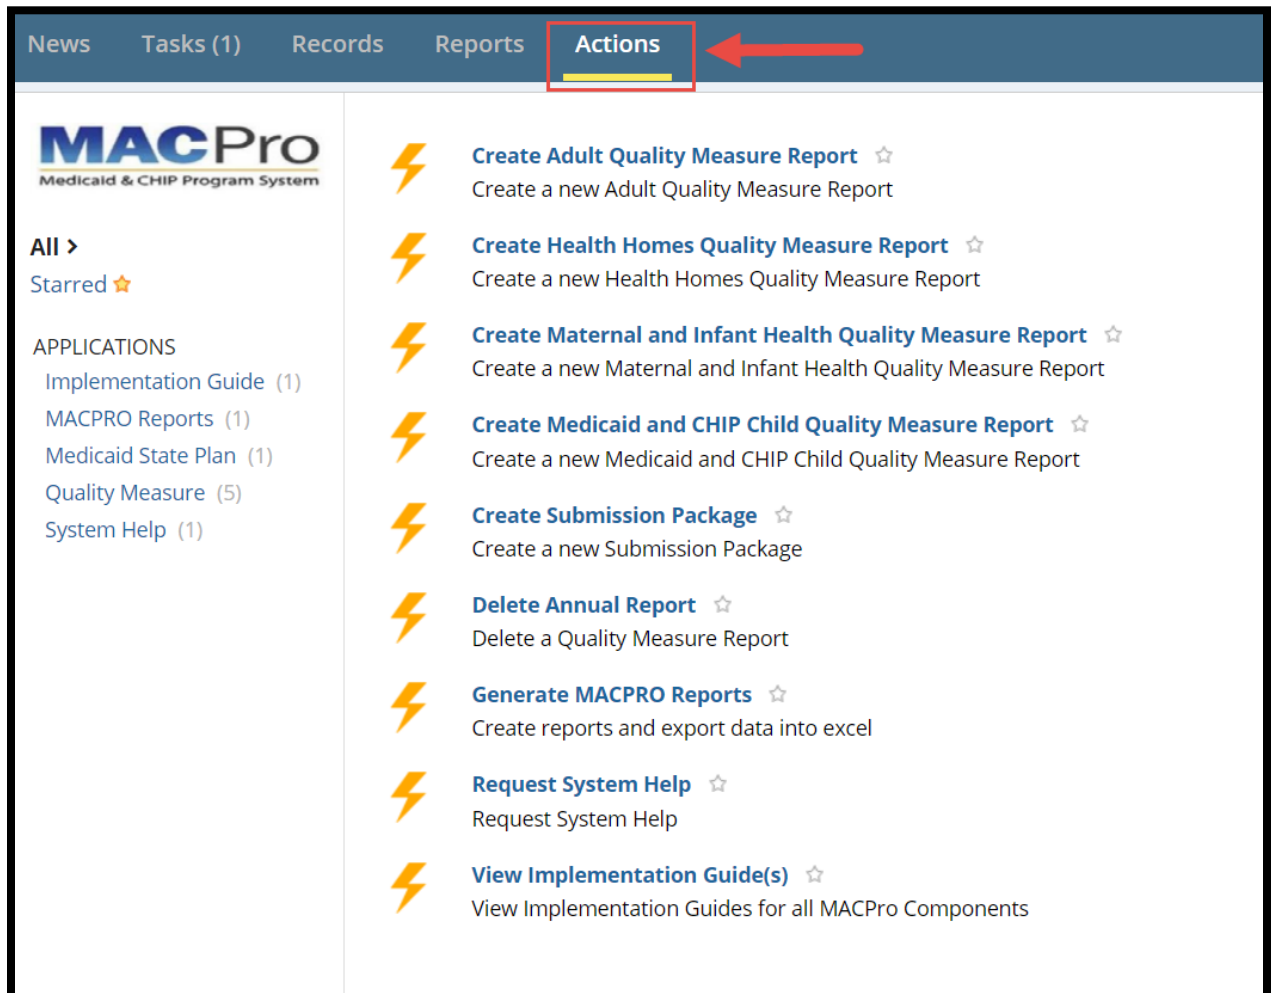 News Tasks (1) Records Reports Actions
MACPro
Medicaid & CHIP Program System
All >
Starred
APPLICATIONS
Implementation Guide (1)
MACPRO Reports (1)
Medicaid State Plan (1)
Quality Measure (5)
System Help (1)
Create Adult Quality Measure Report
Create a new Adult Quality Measure Report
Create Health Homes Quality Measure Report
Create a new Health Homes Quality Measure Report
Create Maternal and Infant Health Quality Measure Report
Create a new Maternal and Infant Health Quality Measure Report
Create Medicaid and CHIP Child Quality Measure Report
Create a new Medicaid and CHIP Child Quality Measure Report
Create Submission Package
Create a new Submission Package
Delete Annual Report
Delete a Quality Measure Report
Generate MACPRO Reports
Create reports and export data into excel
Request System Help
Request System Help
View Implementation Guide(s)
View Implementation Guides for all MACPro Components